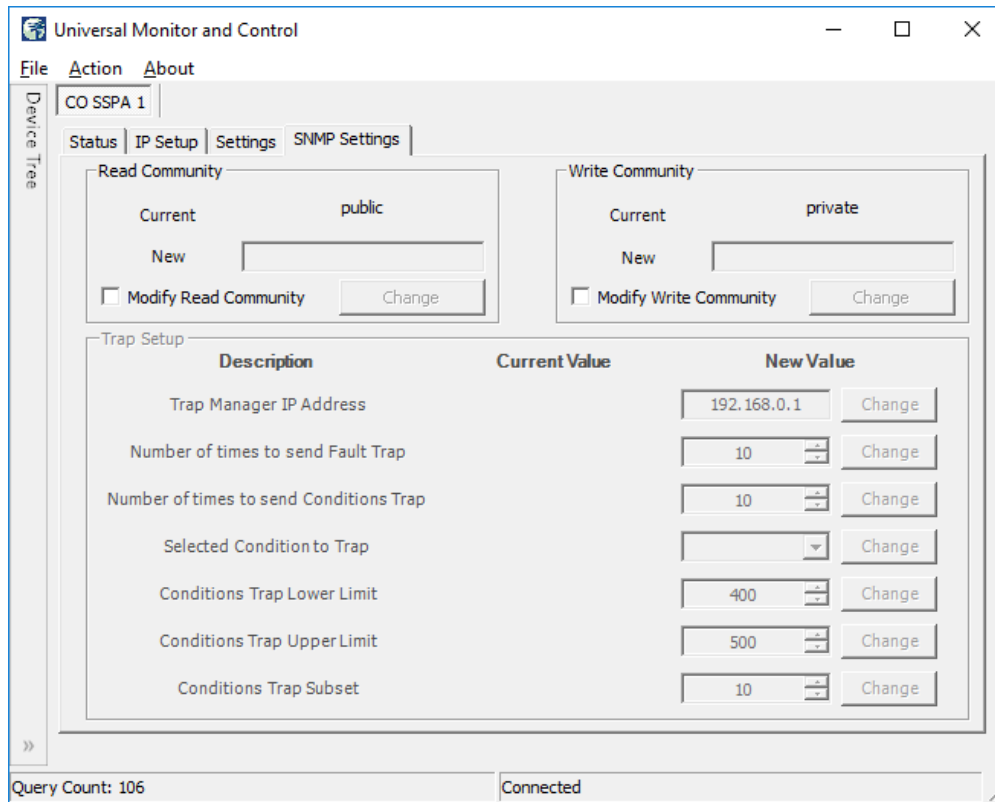 Universal Monitor and Control
File Action About
Device Tree
CO SSPA 1
Status IP Setup Settings SNMP Settings
Read Community
Current public
New
Modify Read Community Change
Write Community
Current private
New
Modify Write Community Change
Trap Setup
Description Current Value New Value
Trap Manager IP Address 192.168.0.1 Change
Number of times to send Fault Trap 10 Change
Number of times to send Conditions Trap 10 Change
Selected Condition to Trap Change
Conditions Trap Lower Limit 400 Change
Conditions Trap Upper Limit 500 Change
Conditions Trap Subset 10 Change
»
Query Count: 106 Connected